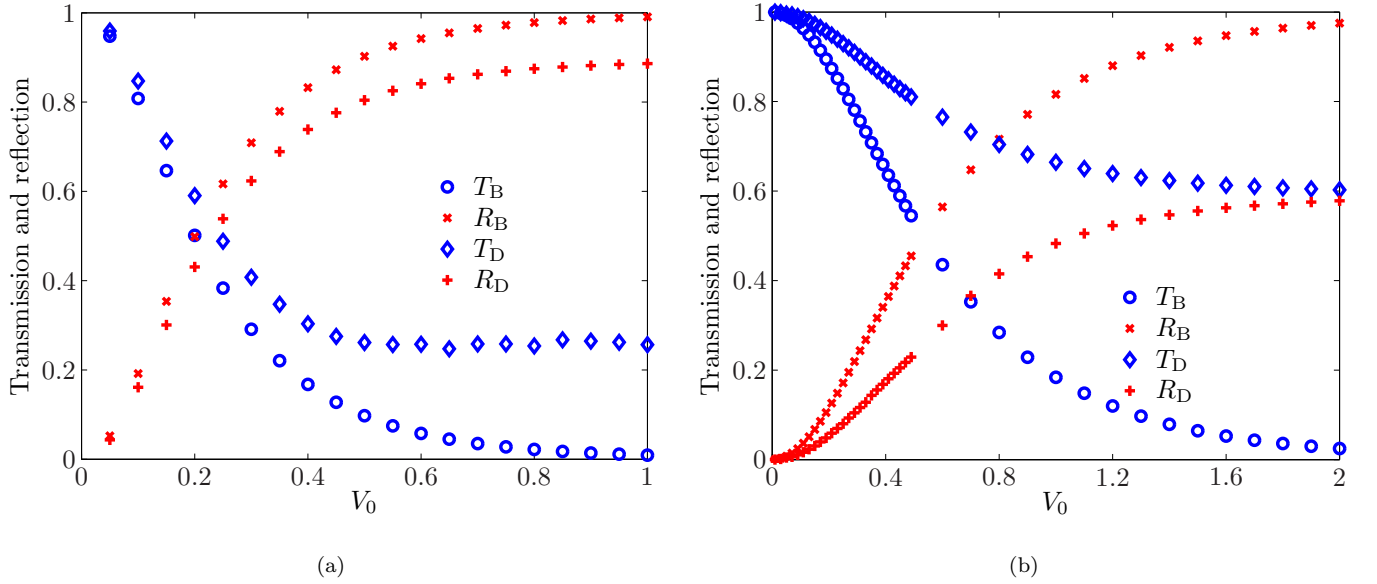 Transmission and reflection
1
0.8
0.6
0.4
0.2
0
T_B
R_B
T_D
R_D
0 0.2 0.4 0.6 0.8 1
V_0
(a)
Transmission and reflection
1
0.8
0.6
0.4
0.2
0
T_B
R_B
T_D
R_D
0 0.4 0.8 1.2 1.6 2
V_0
(b)